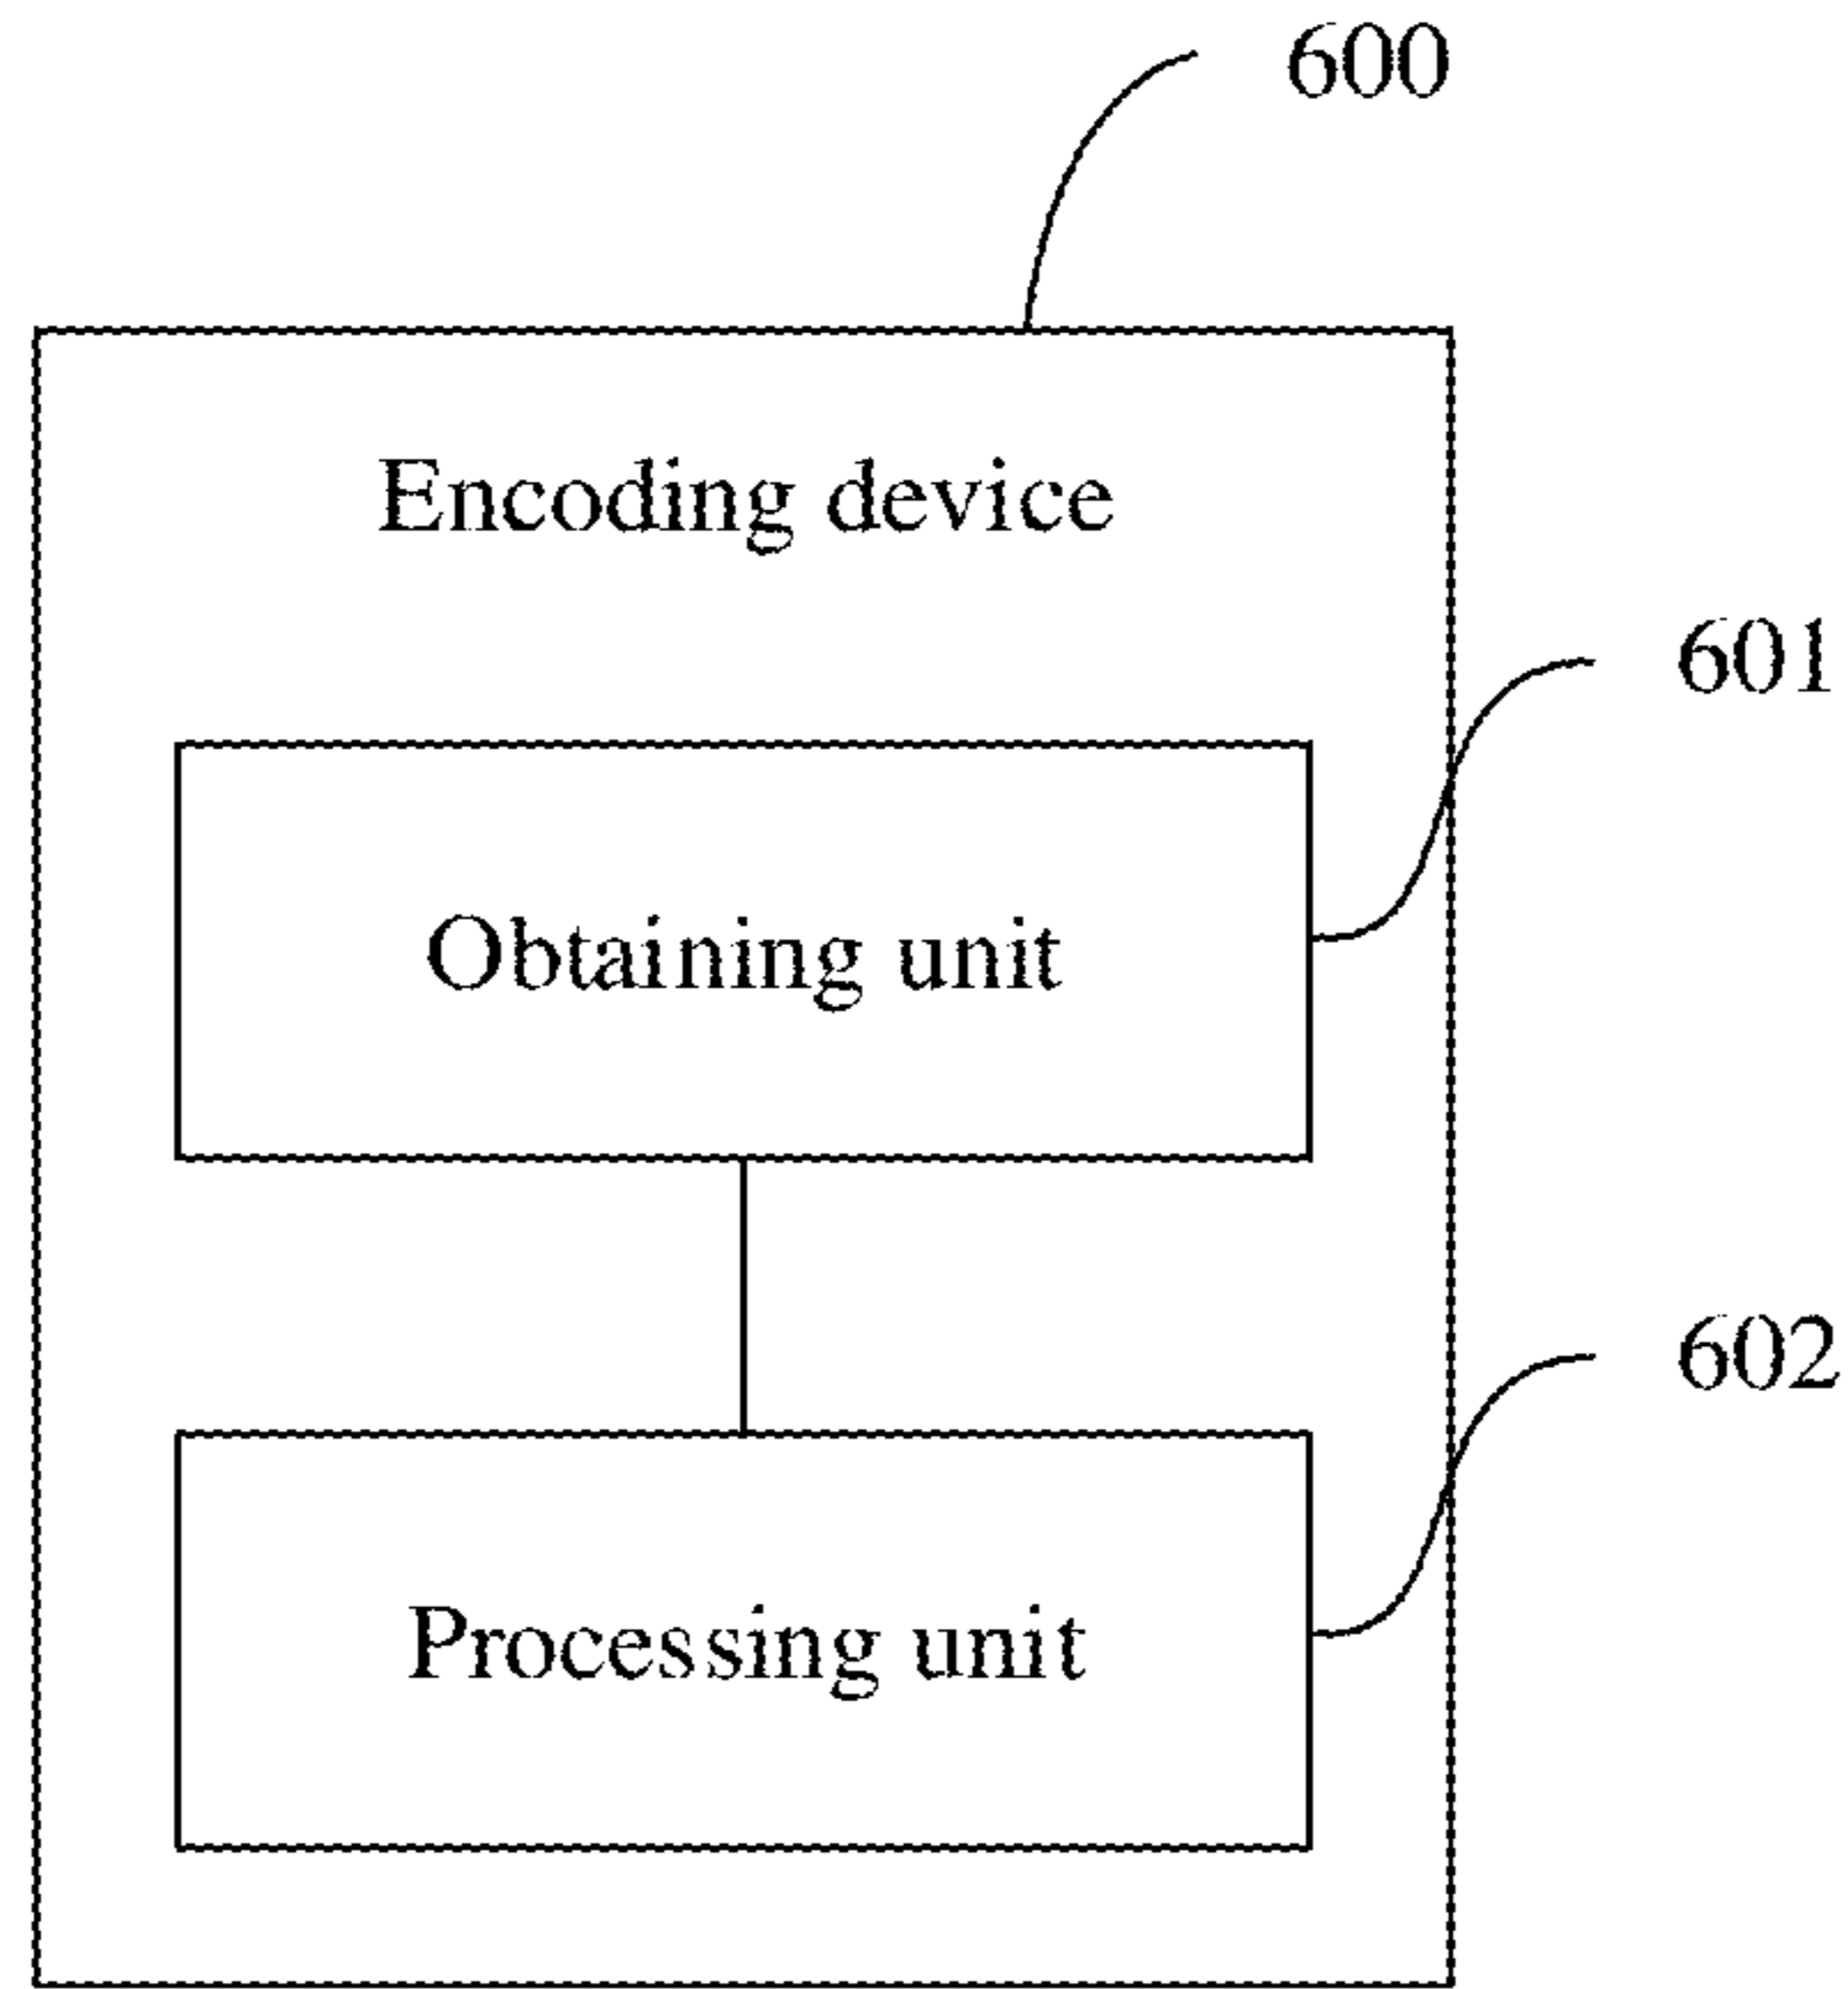 600
Encoding device
601
Obtaining unit
602
Processing unit